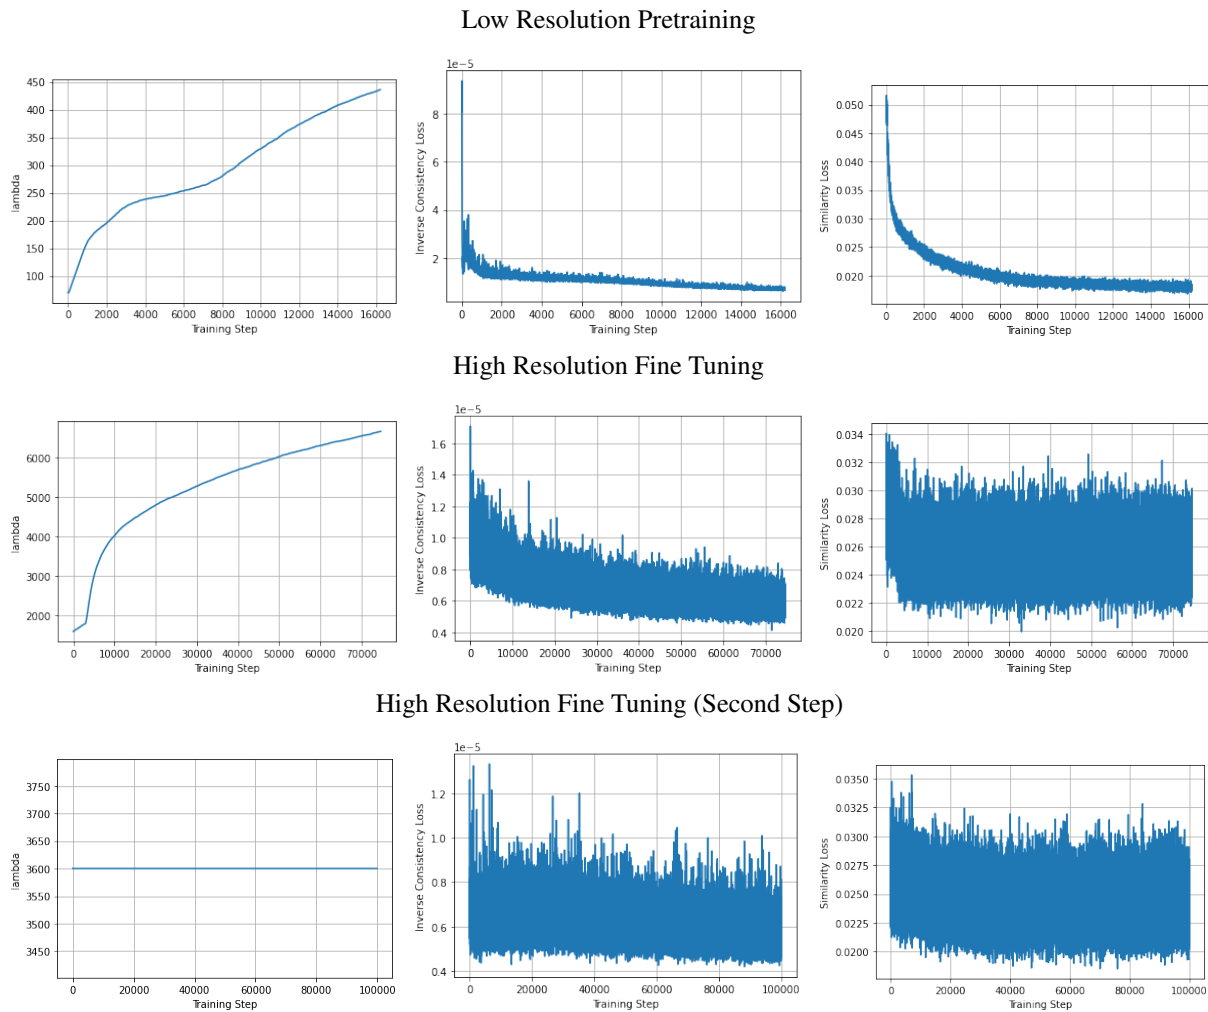 Low Resolution Pretraining
450
400
350
300
250
200
150
100
lambda
0 2000 4000 6000 8000 10000 12000 14000 16000
Training Step
1e−5
8
6
4
2
Inverse Consistency Loss
0 2000 4000 6000 8000 10000 12000 14000 16000
Training Step
0.050
0.045
0.040
0.035
0.030
0.025
0.020
Similarity Loss
0 2000 4000 6000 8000 10000 12000 14000 16000
Training Step
High Resolution Fine Tuning
6000
5000
4000
3000
2000
lambda
0 10000 20000 30000 40000 50000 60000 70000
Training Step
1e−5
1.6
1.4
1.2
1.0
0.8
0.6
0.4
Inverse Consistency Loss
0 10000 20000 30000 40000 50000 60000 70000
Training Step
0.034
0.032
0.030
0.028
0.026
0.024
0.022
0.020
Similarity Loss
0 10000 20000 30000 40000 50000 60000 70000
Training Step
High Resolution Fine Tuning (Second Step)
3750
3700
3650
3600
3550
3500
3450
lambda
0 20000 40000 60000 80000 100000
Training Step
1e−5
1.2
1.0
0.8
0.6
0.4
Inverse Consistency Loss
0 20000 40000 60000 80000 100000
Training Step
0.0350
0.0325
0.0300
0.0275
0.0250
0.0225
0.0200
Similarity Loss
0 20000 40000 60000 80000 100000
Training Step